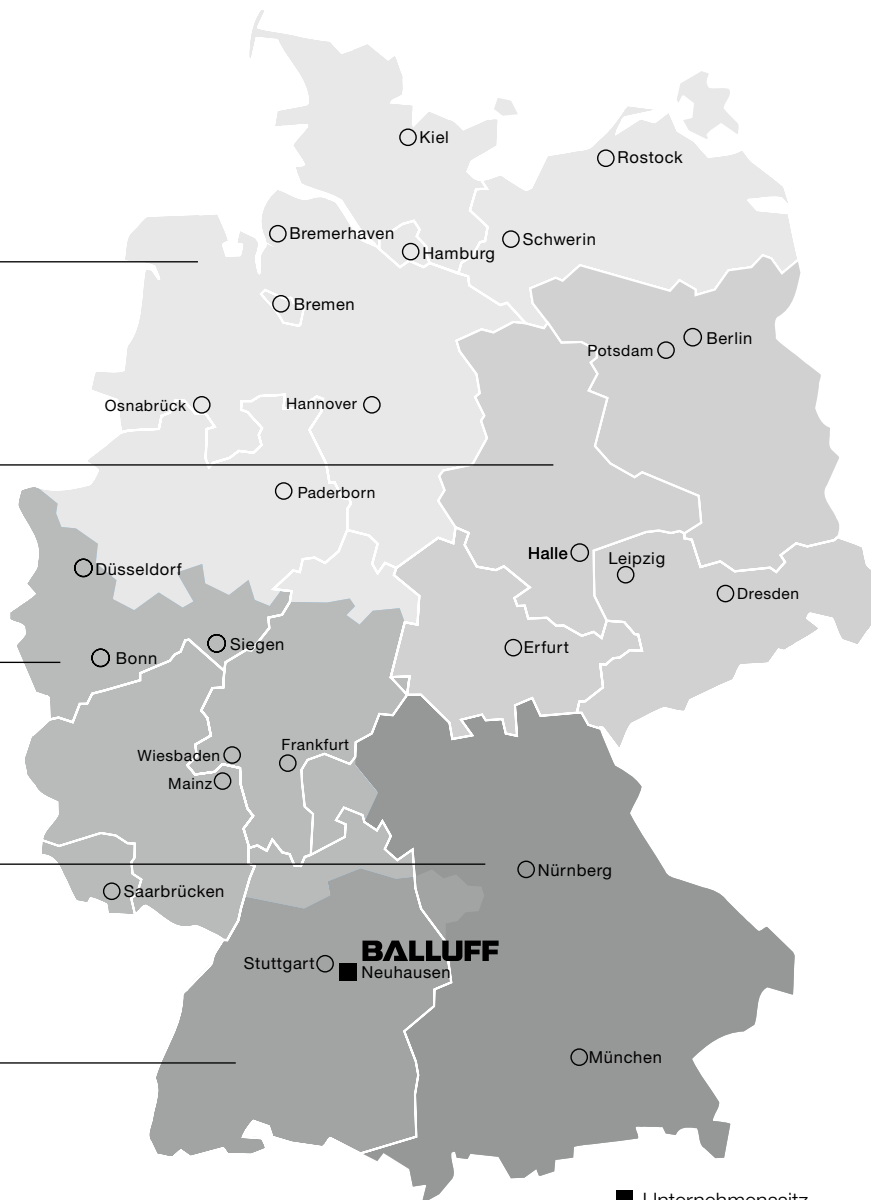 Kiel
Rostock
Bremerhaven
Schwerin
Hamburg
Bremen
Berlin
Potsdam
Osnabrück
Hannover
Paderborn
Halle
Leipzig
Düsseldorf
Dresden
Siegen
Erfurt
Bonn
Frankfurt
Wiesbaden
Mainz
Nürnberg
Saarbrücken
BALLUFF
Stuttgart
Neuhausen
München
Unternehmenssitz